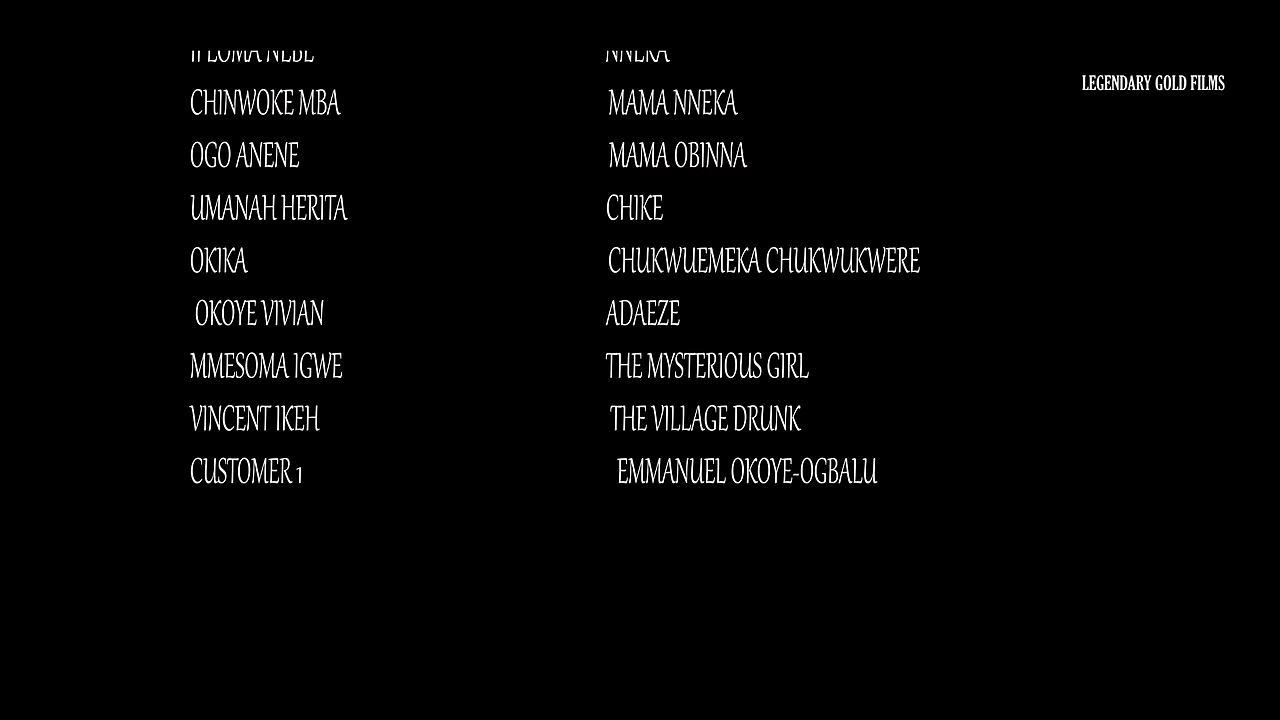 NNEKA
LEGENDARY GOLD FILMS
CHINWOKE MBA MAMA NNEKA
OGO ANENE MAMA OBINNA
UMANAH HERITA CHIKE
OKIKA CHUKWUEMEKA CHUKWUKWERE
OKOYE VIVIAN ADAEZE
MMESOMA IGWE THE MYSTERIOUS GIRL
VINCENT IKEH THE VILLAGE DRUNK
CUSTOMER 1 EMMANUEL OKOYE-OGBALU